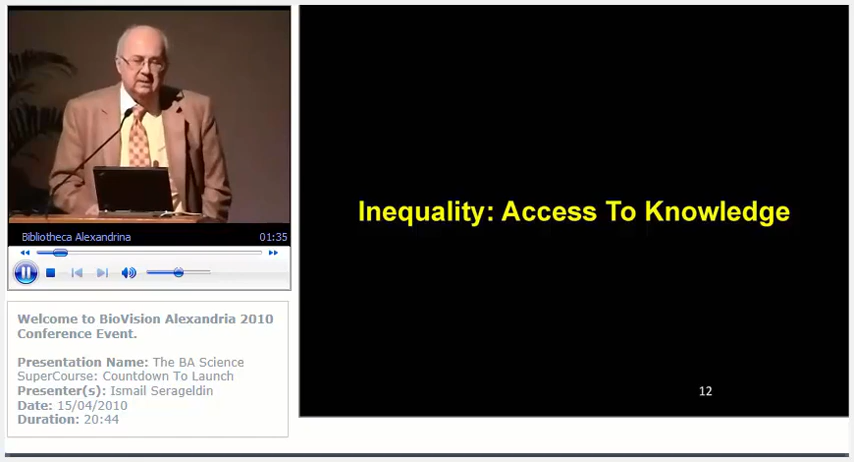 Bibliotheca Alexandrina 01:35
Welcome to BioVision Alexandria 2010
Conference Event.
Presentation Name: The BA Science
SuperCourse: Countdown To Launch
Presenter(s): Ismail Serageldin
Date: 15/04/2010
Duration: 20:44
Inequality: Access To Knowledge
12